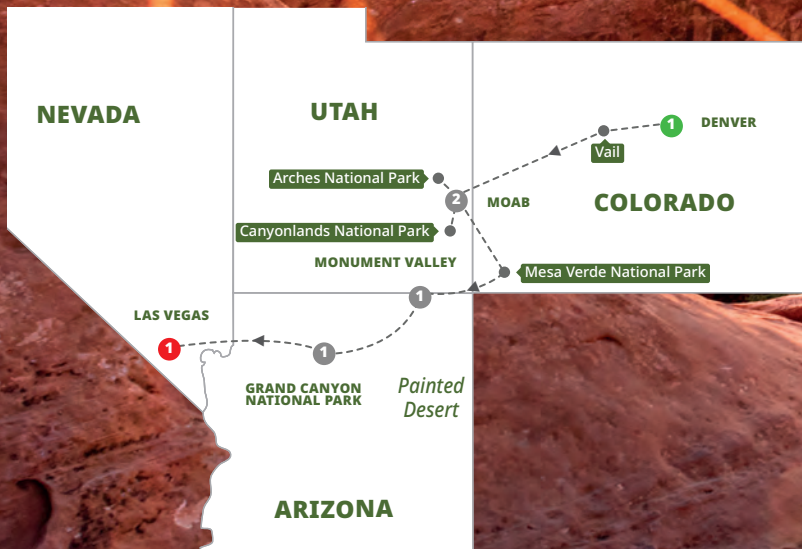 NEVADA
UTAH
1
DENVER
Vail
Arches National Park
2
MOAB
COLORADO
Canyonlands National Park
MONUMENT VALLEY
Mesa Verde National Park
1
LAS VEGAS
1
1
GRAND CANYON
NATIONAL PARK
Painted
Desert
ARIZONA